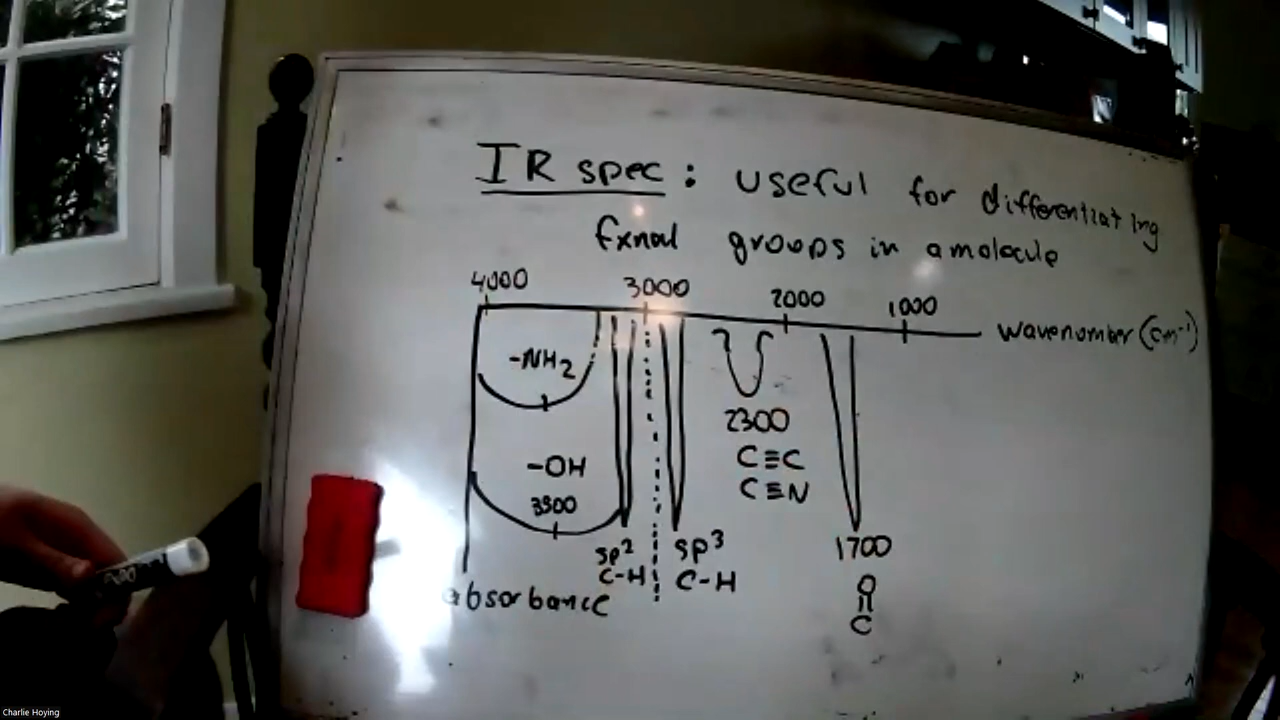 IR spec: useful for differentiating
fxnal groups in a molecule
4000 3000 2000 1000
wavenumber (cm⁻¹)
-NH₂
-OH
3500
sp²
C-H
sp³
C-H
2300
C≡C
C≡N
1700
O
C
absorbance
Charlie Hoying